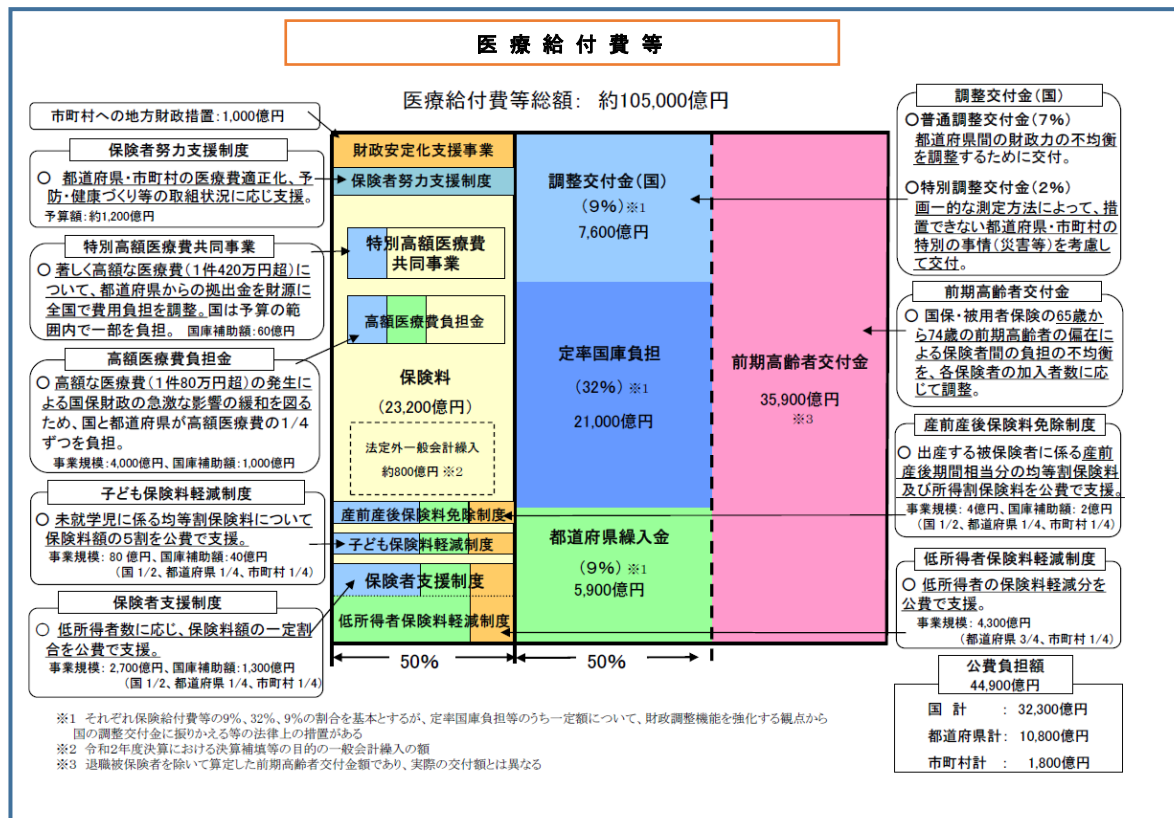 医療給付費等
医療給付費等総額： 約105,000億円
市町村への地方財政措置：1,000億円
保険者努力支援制度
○ 都道府県・市町村の医療費適正化、予
防・健康づくり等の取組状況に応じ支援。
予算額：約1,200億円
特別高額医療費共同事業
○ 著しく高額な医療費（1件420万円超）に
ついて、都道府県からの拠出金を財源に
全国で費用負担を調整。国は予算の範
囲内で一部を負担。 国庫補助額：60億円
高額医療費負担金
○ 高額な医療費（1件80万円超）の発生によ
る国保財政の急激な影響の緩和を図る
ため、国と都道府県が高額医療費の1/4
ずつを負担。
事業規模：4,000億円、国庫補助額：1,000億円
子ども保険料軽減制度
○ 未就学児に係る均等割保険料について
保険料額の5割を公費で支援。
事業規模： 80 億円、国庫補助額：40億円
（国 1/2、都道府県 1/4、市町村 1/4）
保険者支援制度
○ 低所得者数に応じ、保険料額の一定割
合を公費で支援。
事業規模：2,700億円、国庫補助額：1,300億円
（国 1/2、都道府県 1/4、市町村 1/4）
財政安定化支援事業
保険者努力支援制度
特別高額医療費
共同事業
高額医療費負担金
保険料
（23,200億円）
法定外一般会計繰入
約800億円 ※2
産前産後保険料免除制度
子ども保険料軽減制度
保険者支援制度
低所得者保険料軽減制度
50%
調整交付金（国）
（9%） ※1
7,600億円
定率国庫負担
（32%） ※1
21,000億円
都道府県繰入金
（9%） ※1
5,900億円
50%
前期高齢者交付金
35,900億円
※3
調整交付金（国）
○普通調整交付金（7%）
都道府県間の財政力の不均衡
を調整するために交付。
○特別調整交付金（2%）
画一的な測定方法によって、措
置できない都道府県・市町村の
特別の事情（災害等）を考慮し
て交付。
前期高齢者交付金
○ 国保・被用者保険の65歳か
ら74歳の前期高齢者の偏在に
よる保険者間の負担の不均衡
を、各保険者の加入者数に応
じて調整。
産前産後保険料免除制度
○ 出産する被保険者に係る産前
産後期間相当分の均等割保険料
及び所得割保険料を公費で支援。
事業規模： 4億円、国庫補助額： 2億円
（国 1/2、都道府県 1/4、市町村 1/4）
低所得者保険料軽減制度
○ 低所得者の保険料軽減分を
公費で支援。
事業規模： 4,300億円
（都道府県 3/4、市町村 1/4）
公費負担額
44,900億円
国 計 ： 32,300億円
都道府県計： 10,800億円
市町村計 ： 1,800億円
※1 それぞれ保険給付費等の9%、32%、9%の割合を基本とするが、定率国庫負担等のうち一定額について、財政調整機能を強化する観点から
国の調整交付金に振りかえる等の法律上の措置がある
※2 令和2年度決算における決算補填等の目的の一般会計繰入の額
※3 退職被保険者を除いて算定した前期高齢者交付金額であり、実際の交付額とは異なる